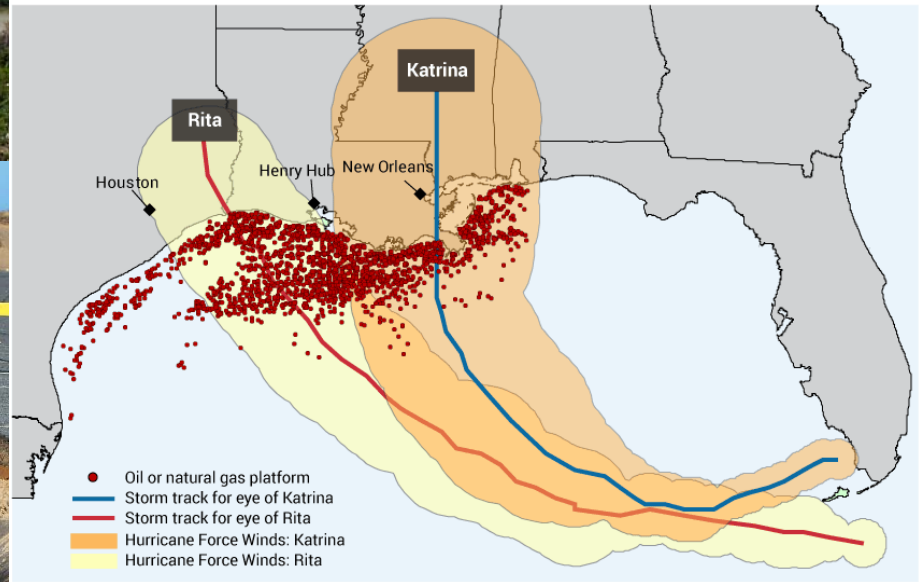 Katrina
Rita
Henry Hub
New Orleans
Houston
Oil or natural gas platform
Storm track for eye of Katrina
Storm track for eye of Rita
Hurricane Force Winds: Katrina
Hurricane Force Winds: Rita